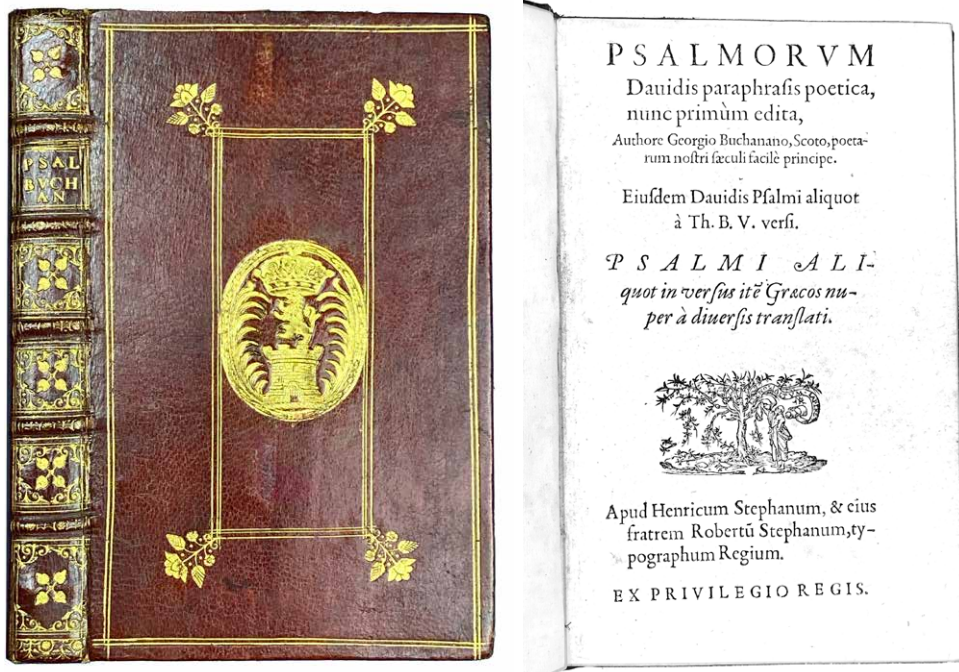 PSAL
BVCH
AN
PSALMORVM
Dauidis paraphraſis poetica,
nunc primùm edita,
Authore Georgio Buchanano, Scoto, poeta-
rum noſtri ſæculi facilè principe.
Eiuſdem Dauidis Pſalmi aliquot
à Th. B. V. verſi.
PSALMI ALI-
quot in verſus itē Græcos nu-
per à diuerſis tranſlati.
Apud Henricum Stephanum, & eius
fratrem Robertū Stephanum, ty-
pographum Regium.
EX PRIVILEGIO REGIS.